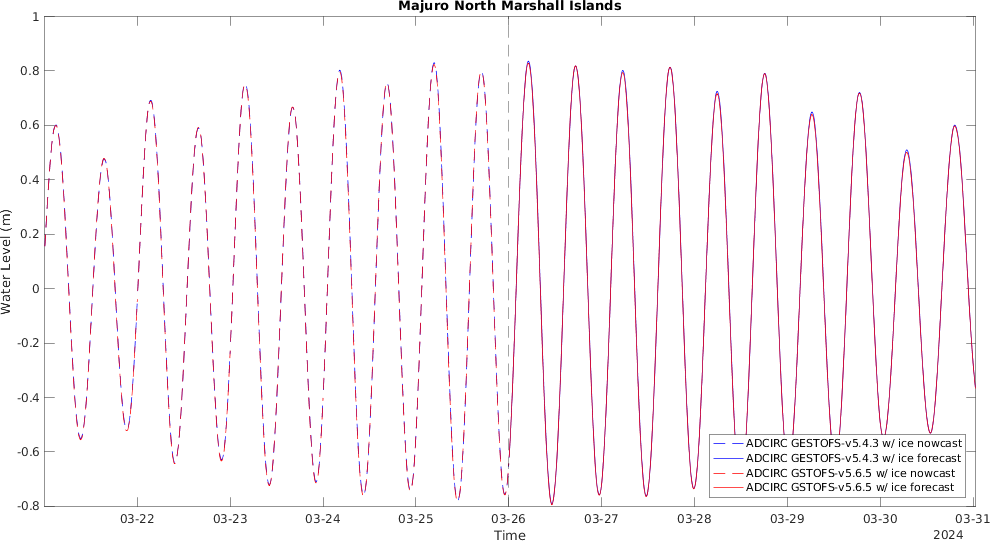 Majuro North Marshall Islands
1
0.8
0.6
0.4
0.2
0
-0.2
-0.4
-0.6
-0.8
Water Level (m)
ADCIRC GESTOFS-v5.4.3 w/ ice nowcast
ADCIRC GESTOFS-v5.4.3 w/ ice forecast
ADCIRC GSTOFS-v5.6.5 w/ ice nowcast
ADCIRC GSTOFS-v5.6.5 w/ ice forecast
03-22 03-23 03-24 03-25 03-26 03-27 03-28 03-29 03-30 03-31
Time
2024